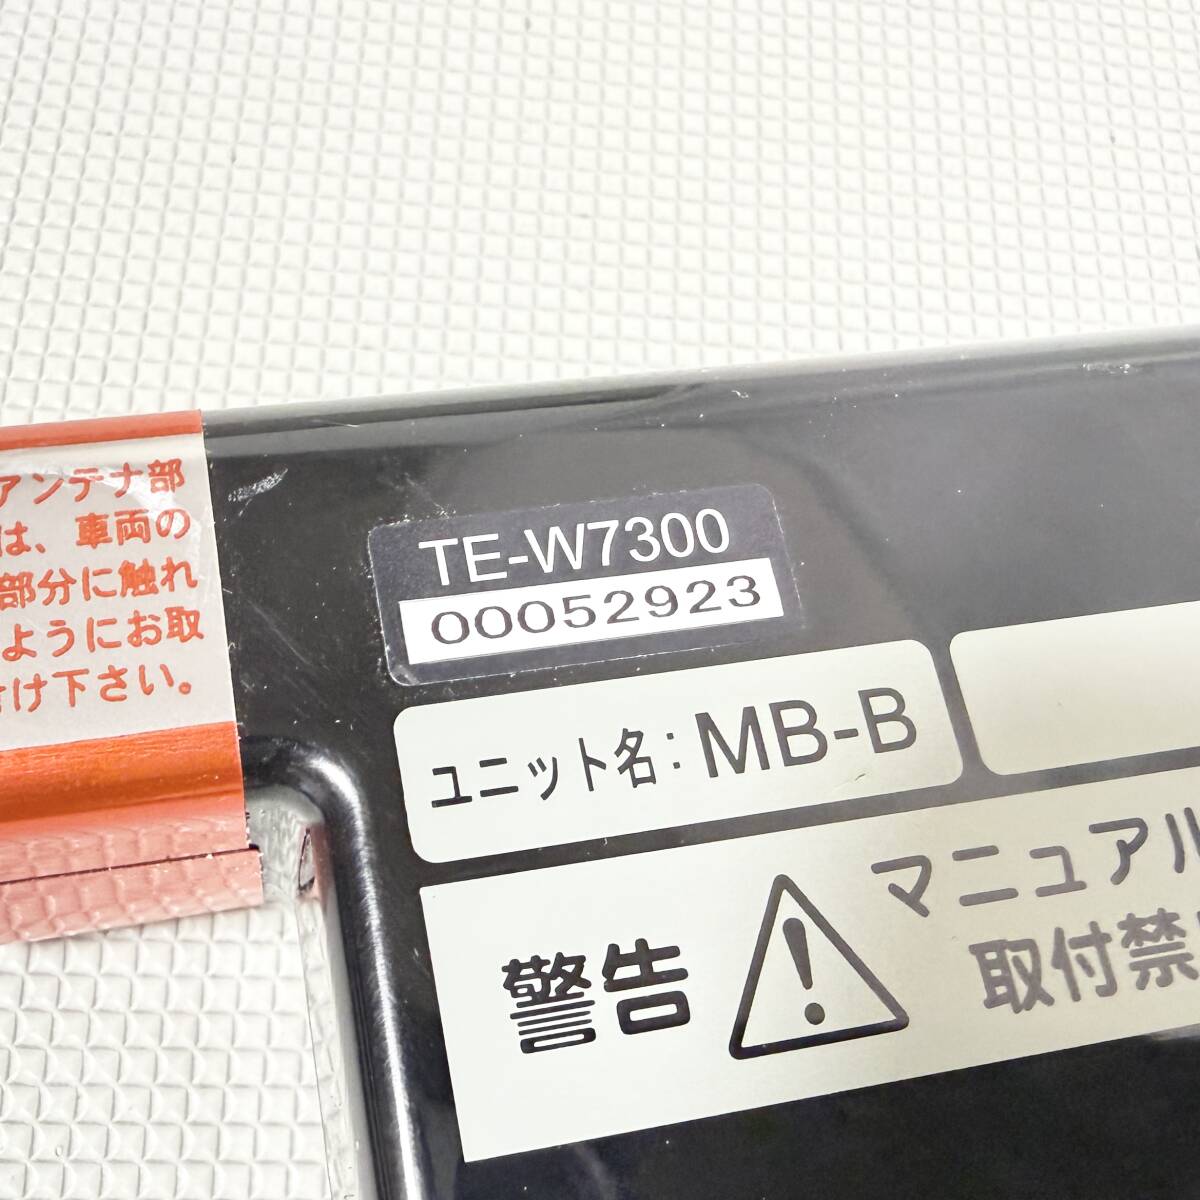 アンテナ部
は、車両の
部分に触れ
ようにお取
け下さい。
TE-W7300
00052923
ユニット名：MB-B
警告
マニュアル
取付禁